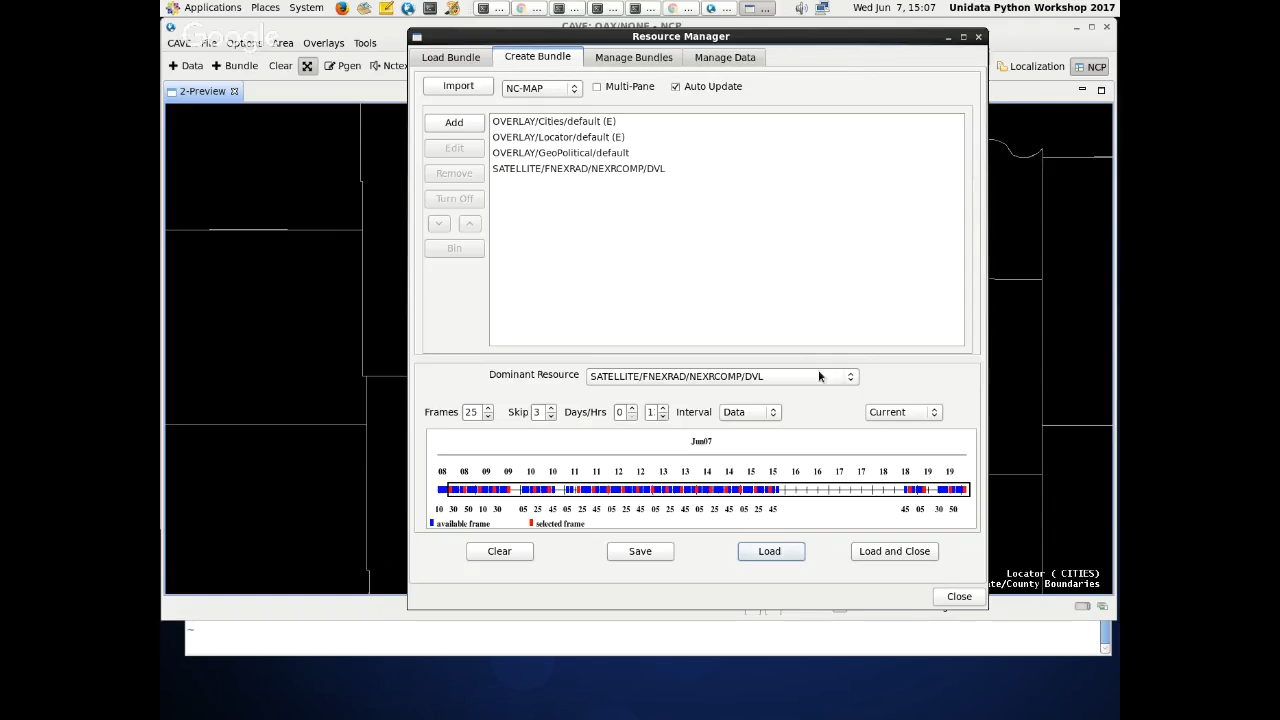 Applications Places System ... ... ... ... ... ... ... Wed Jun 7, 15:07 Unidata Python Workshop 2017
CAVE: OAX/NONE - NCP
Google
CAVE File Options Area Overlays Tools
Data Bundle Clear Pgen Localization NCP
2-Preview
Resource Manager
Load Bundle Create Bundle Manage Bundles Manage Data
Import NC-MAP Multi-Pane Auto Update
Add
Edit
Remove
Turn Off
Bin
OVERLAY/Cities/default (E)
OVERLAY/Locator/default (E)
OVERLAY/GeoPolitical/default
SATELLITE/FNEXRAD/NEXRCOMP/DVL
Dominant Resource SATELLITE/FNEXRAD/NEXRCOMP/DVL
Frames 25 Skip 3 Days/Hrs 0 Interval Data Current
Jun07
08 08 09 09 10 10 11 11 12 12 13 13 14 14 15 15 16 16 17 17 18 18 19 19
10 30 50 10 30 05 25 45 05 25 45 05 25 45 05 25 45 05 25 45 05 30 50
available frame selected frame
Clear Save Load Load and Close
Locator ( CITIES)
te/County Boundaries
Close
~